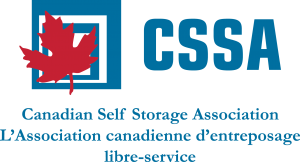 CSSA
Canadian Self Storage Association
L'Association canadienne d'entreposage
libre-service